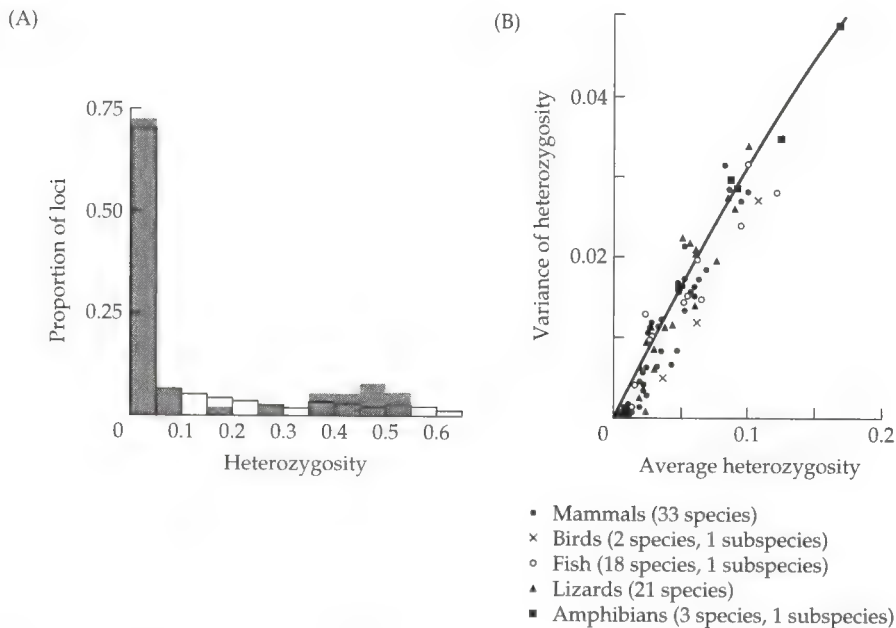 (A)
(B)
0.75
0.50
0.25
0
0.1
0.2
0.3
0.4
0.5
0.6
Proportion of loci
Heterozygosity
0.04
0.02
0
0
0.1
0.2
Variance of heterozygosity
Average heterozygosity
• Mammals (33 species)
× Birds (2 species, 1 subspecies)
○ Fish (18 species, 1 subspecies)
▲ Lizards (21 species)
■ Amphibians (3 species, 1 subspecies)